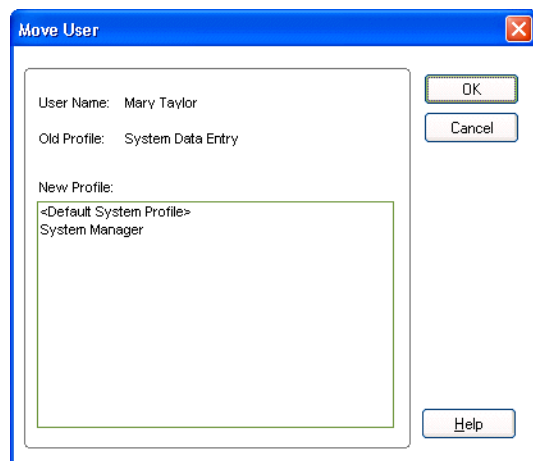 Move User
User Name: Mary Taylor
Old Profile: System Data Entry
New Profile:
<Default System Profile>
System Manager
OK
Cancel
Help